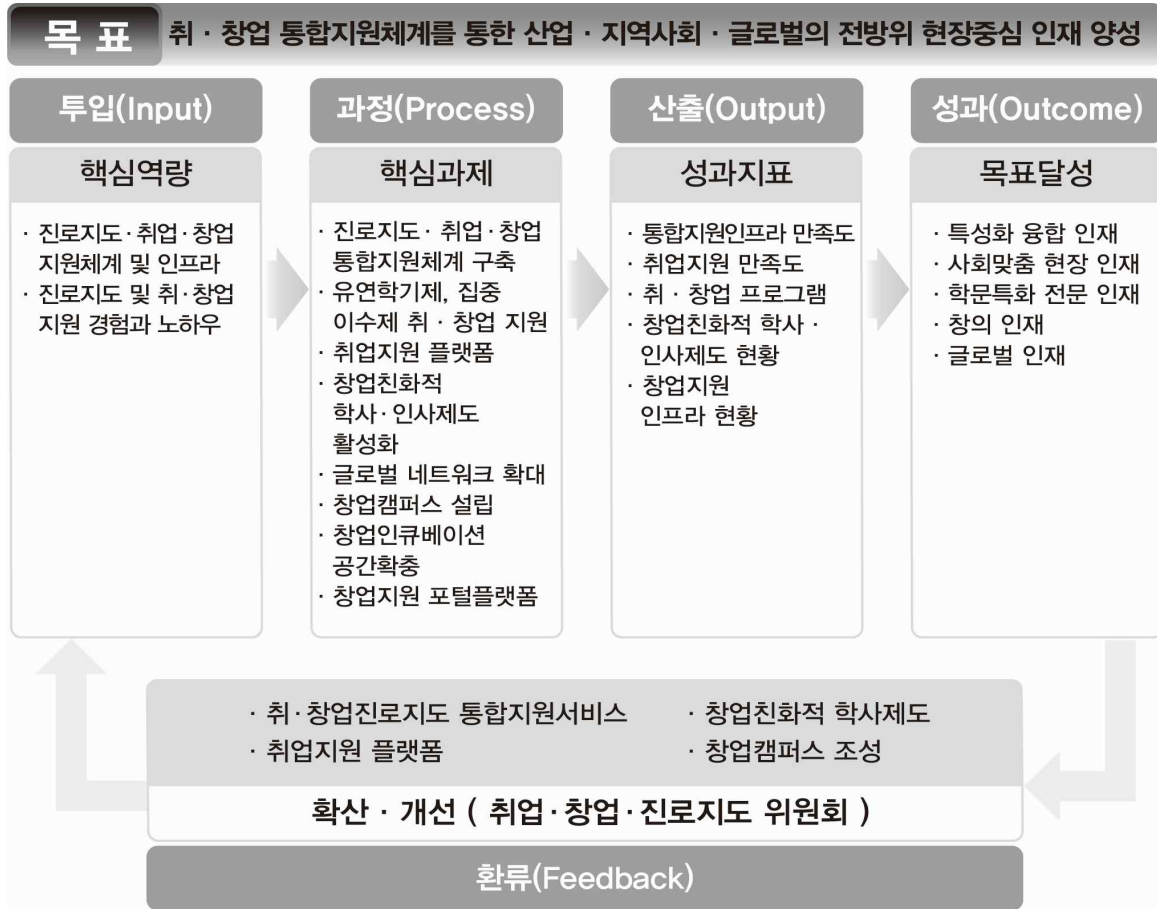 목 표 취 · 창업 통합지원체계를 통한 산업 · 지역사회 · 글로벌의 전방위 현장중심 인재 양성
투입(Input)
핵심역량
· 진로지도·취업·창업
지원체계 및 인프라
· 진로지도 및 취·창업
지원 경험과 노하우
과정(Process)
핵심과제
· 진로지도 · 취업·창업
통합지원체계 구축
· 유연학기제, 집중
이수제 취 · 창업 지원
· 취업지원 플랫폼
· 창업친화적
학사·인사제도
활성화
· 글로벌 네트워크 확대
· 창업캠퍼스 설립
· 창업인큐베이션
공간확충
· 창업지원 포털플랫폼
산출(Output)
성과지표
· 통합지원인프라 만족도
· 취업지원 만족도
· 취 · 창업 프로그램
· 창업친화적 학사 ·
인사제도 현황
· 창업지원
인프라 현황
성과(Outcome)
목표달성
· 특성화 융합 인재
· 사회맞춤 현장 인재
· 학문특화 전문 인재
· 창의 인재
· 글로벌 인재
· 취·창업진로지도 통합지원서비스
· 취업지원 플랫폼
· 창업친화적 학사제도
· 창업캠퍼스 조성
확산 · 개선 ( 취업·창업·진로지도 위원회 )
환류(Feedback)